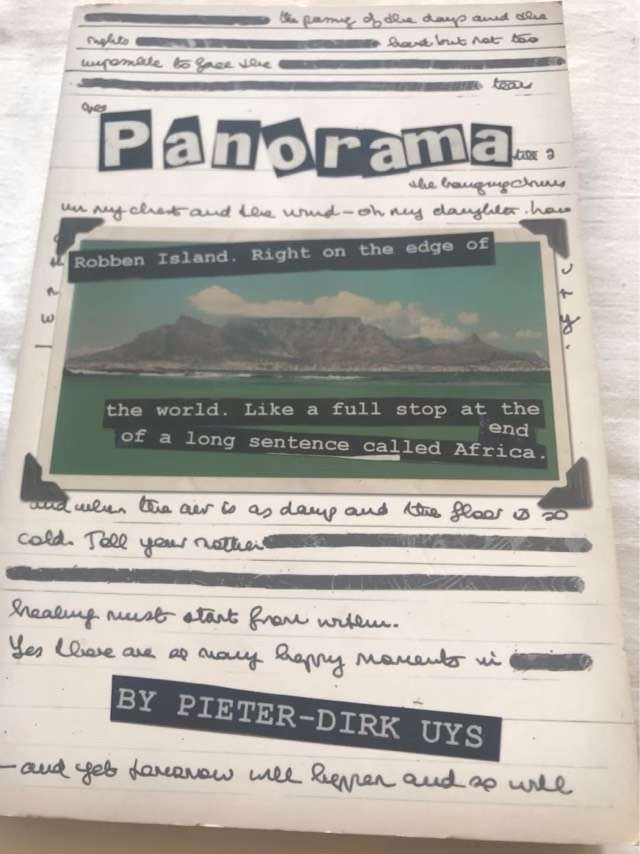 the passing of the days and the
nights hard but not too
impossible to face the
tears
Panorama
the banging doors
in my chest and the wind - oh my daughter. how
Robben Island. Right on the edge of
the world. Like a full stop at the
end
of a long sentence called Africa.
and when the air is as damp and the floor is so
cold. Tell your mother
healing must start from within.
Yes there are so many happy moments in
BY PIETER-DIRK UYS
- and yet tomorrow will happen and so will